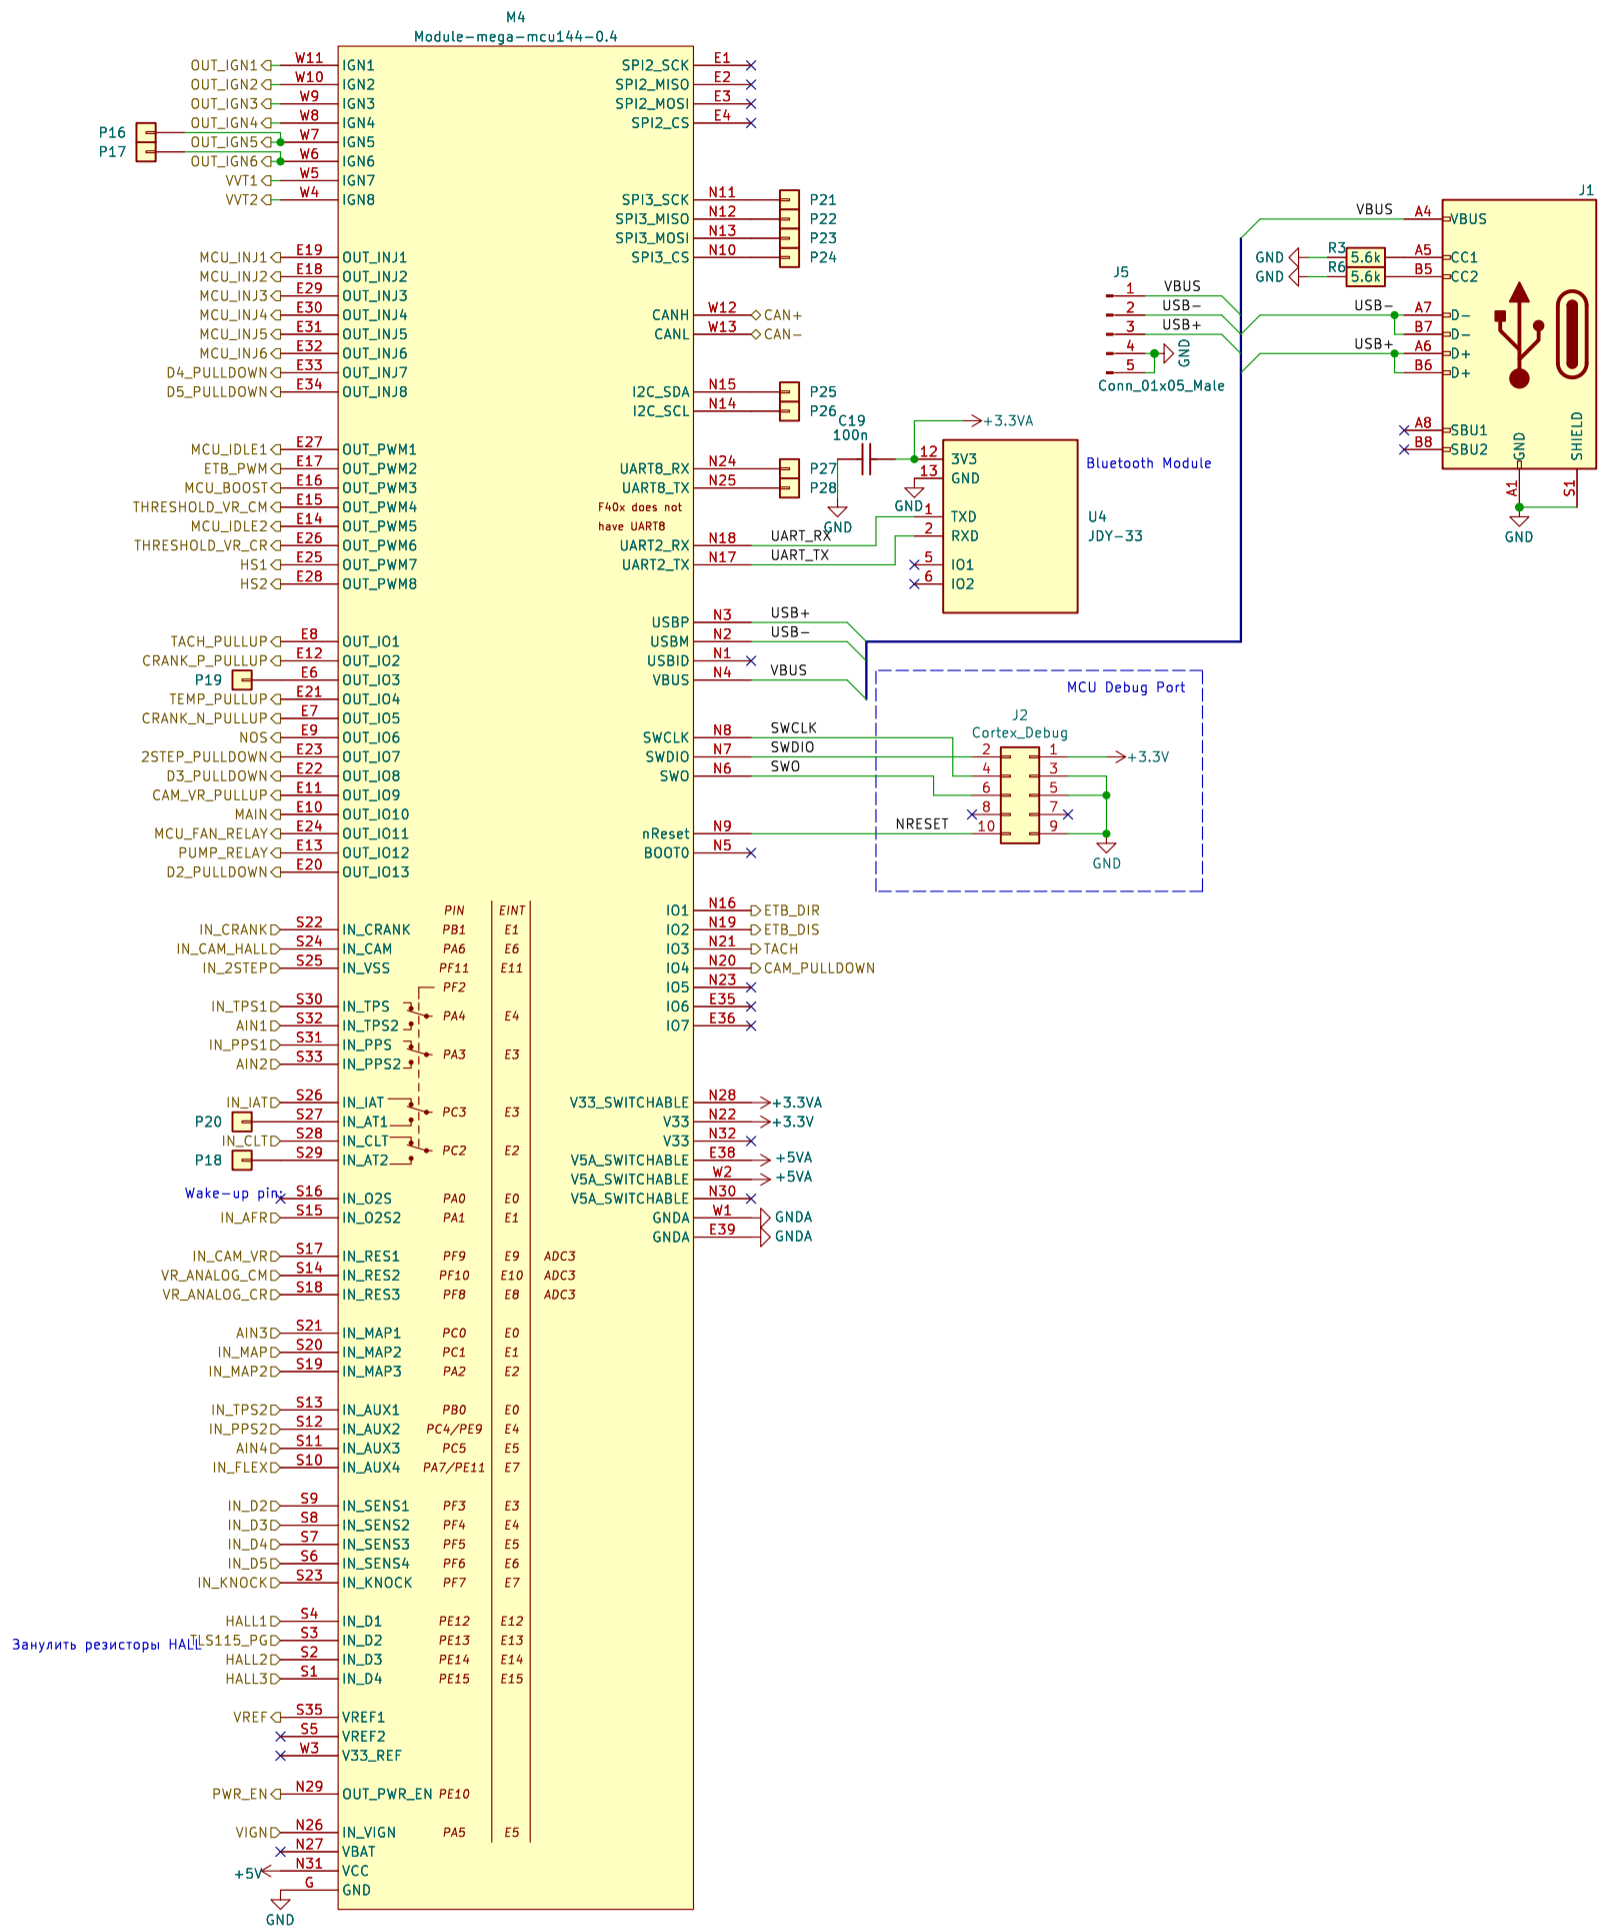 M4
Module-mega-mcu144-0.4
OUT_IGN1 W11 IGN1
OUT_IGN2 W10 IGN2
OUT_IGN3 W9 IGN3
OUT_IGN4 W8 IGN4
P16
OUT_IGN5 W7 IGN5
P17
OUT_IGN6 W6 IGN6
VVT1 W5 IGN7
VVT2 W4 IGN8
MCU_INJ1 E19 OUT_INJ1
MCU_INJ2 E18 OUT_INJ2
MCU_INJ3 E29 OUT_INJ3
MCU_INJ4 E30 OUT_INJ4
MCU_INJ5 E31 OUT_INJ5
MCU_INJ6 E32 OUT_INJ6
D4_PULLDOWN E33 OUT_INJ7
D5_PULLDOWN E34 OUT_INJ8
MCU_IDLE1 E27 OUT_PWM1
ETB_PWM E17 OUT_PWM2
MCU_BOOST E16 OUT_PWM3
THRESHOLD_VR_CM E15 OUT_PWM4
MCU_IDLE2 E14 OUT_PWM5
THRESHOLD_VR_CR E26 OUT_PWM6
HS1 E25 OUT_PWM7
HS2 E28 OUT_PWM8
TACH_PULLUP E8 OUT_IO1
CRANK_P_PULLUP E12 OUT_IO2
P19 E6 OUT_IO3
TEMP_PULLUP E21 OUT_IO4
CRANK_N_PULLUP E7 OUT_IO5
NOS E9 OUT_IO6
2STEP_PULLDOWN E23 OUT_IO7
D3_PULLDOWN E22 OUT_IO8
CAM_VR_PULLUP E11 OUT_IO9
MAIN E10 OUT_IO10
MCU_FAN_RELAY E24 OUT_IO11
PUMP_RELAY E13 OUT_IO12
D2_PULLDOWN E20 OUT_IO13
PIN EINT
IN_CRANK S22 IN_CRANK PB1 E1
IN_CAM_HALL S24 IN_CAM PA6 E6
IN_2STEP S25 IN_VSS PF11 E11
PF2
IN_TPS1 S30 IN_TPS
PA4 E4
AIN1 S32 IN_TPS2
IN_PPS1 S31 IN_PPS
PA3 E3
AIN2 S33 IN_PPS2
IN_IAT S26 IN_IAT
PC3 E3
P20 S27 IN_AT1
IN_CLT S28 IN_CLT
PC2 E2
P18 S29 IN_AT2
Wake-up pin:
S16 IN_O2S PA0 E0
IN_AFR S15 IN_O2S2 PA1 E1
IN_CAM_VR S17 IN_RES1 PF9 E9 ADC3
VR_ANALOG_CM S14 IN_RES2 PF10 E10 ADC3
VR_ANALOG_CR S18 IN_RES3 PF8 E8 ADC3
AIN3 S21 IN_MAP1 PC0 E0
IN_MAP S20 IN_MAP2 PC1 E1
IN_MAP2 S19 IN_MAP3 PA2 E2
IN_TPS2 S13 IN_AUX1 PB0 E0
IN_PPS2 S12 IN_AUX2 PC4/PE9 E4
AIN4 S11 IN_AUX3 PC5 E5
IN_FLEX S10 IN_AUX4 PA7/PE11 E7
IN_D2 S9 IN_SENS1 PF3 E3
IN_D3 S8 IN_SENS2 PF4 E4
IN_D4 S7 IN_SENS3 PF5 E5
IN_D5 S6 IN_SENS4 PF6 E6
IN_KNOCK S23 IN_KNOCK PF7 E7
HALL1 S4 IN_D1 PE12 E12
Занулить резисторы HALL
TLS115_PG S3 IN_D2 PE13 E13
HALL2 S2 IN_D3 PE14 E14
HALL3 S1 IN_D4 PE15 E15
VREF S35 VREF1
S5 VREF2
W3 V33_REF
PWR_EN N29 OUT_PWR_EN PE10
VIGN N26 IN_VIGN PA5 E5
N27 VBAT
+5V N31 VCC
G GND
GND
SPI2_SCK E1
SPI2_MISO E2
SPI2_MOSI E3
SPI2_CS E4
SPI3_SCK N11 P21
SPI3_MISO N12 P22
SPI3_MOSI N13 P23
SPI3_CS N10 P24
CANH W12 CAN+
CANL W13 CAN-
I2C_SDA N15 P25
I2C_SCL N14 P26
UART8_RX N24 P27
UART8_TX N25 P28
F40x does not
have UART8
UART2_RX N18 UART_RX
UART2_TX N17 UART_TX
USBP N3 USB+
USBM N2 USB-
USBID N1
VBUS N4 VBUS
SWCLK N8 SWCLK
SWDIO N7 SWDIO
SWO N6 SWO
nReset N9 NRESET
BOOT0 N5
IO1 N16 ETB_DIR
IO2 N19 ETB_DIS
IO3 N21 TACH
IO4 N20 CAM_PULLDOWN
IO5 N23
IO6 E35
IO7 E36
V33_SWITCHABLE N28 +3.3VA
V33 N22 +3.3V
V33 N32
V5A_SWITCHABLE E38 +5VA
V5A_SWITCHABLE W2 +5VA
V5A_SWITCHABLE N30
GNDA W1 GNDA
GNDA E39 GNDA
C19
100n
GND
+3.3VA
GND
12 3V3
13 GND
1 TXD
2 RXD
5 IO1
6 IO2
Bluetooth Module
U4
JDY-33
MCU Debug Port
J2
Cortex_Debug
2 1 +3.3V
4 3
6 5
8 7
10 9
GND
J5
1 VBUS
2 USB-
3 USB+
4 GND
5
Conn_01x05_Male
J1
VBUS A4 VBUS
GND R3 5.6k A5 CC1
GND R6 5.6k B5 CC2
USB- A7 D-
B7 D-
USB+ A6 D+
B6 D+
A8 SBU1
B8 SBU2
GND SHIELD
A1 S1
GND